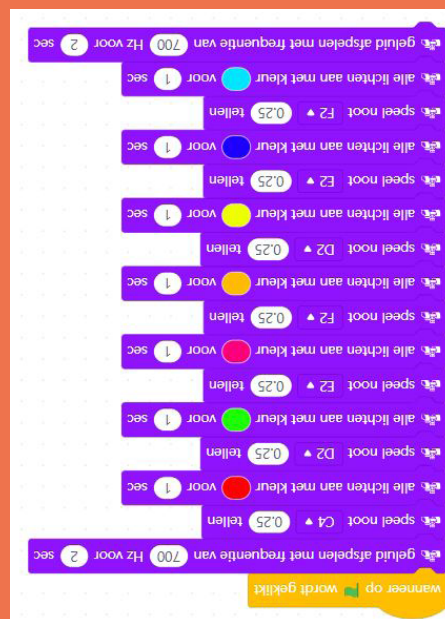 wanneer op wordt geklikt
geluid afspelen met frequentie van 700 Hz voor 2 sec
speel noot C4 0.25 tellen
alle lichten aan met kleur voor 1 sec
speel noot D2 0.25 tellen
alle lichten aan met kleur voor 1 sec
speel noot E2 0.25 tellen
alle lichten aan met kleur voor 1 sec
speel noot F2 0.25 tellen
alle lichten aan met kleur voor 1 sec
speel noot D2 0.25 tellen
alle lichten aan met kleur voor 1 sec
speel noot E2 0.25 tellen
alle lichten aan met kleur voor 1 sec
speel noot F2 0.25 tellen
alle lichten aan met kleur voor 1 sec
geluid afspelen met frequentie van 700 Hz voor 2 sec